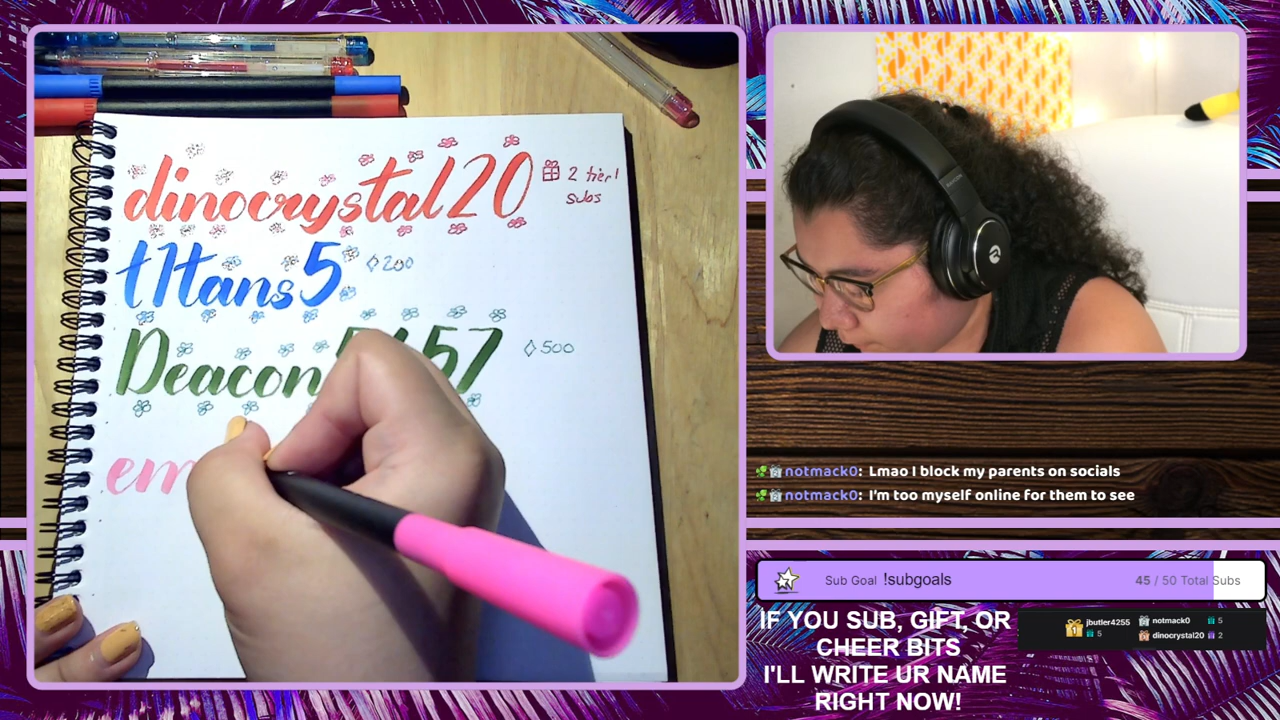 dinocrystal20
2 tier 1
subs
t1tans5
200
Deacon
500
em
notmack0: Lmao I block my parents on socials
notmack0: I'm too myself online for them to see
Sub Goal !subgoals 45 / 50 Total Subs
IF YOU SUB, GIFT, OR
CHEER BITS
I'LL WRITE UR NAME
RIGHT NOW!
1 jbutler4255 5
notmack0 5
dinocrystal20 2